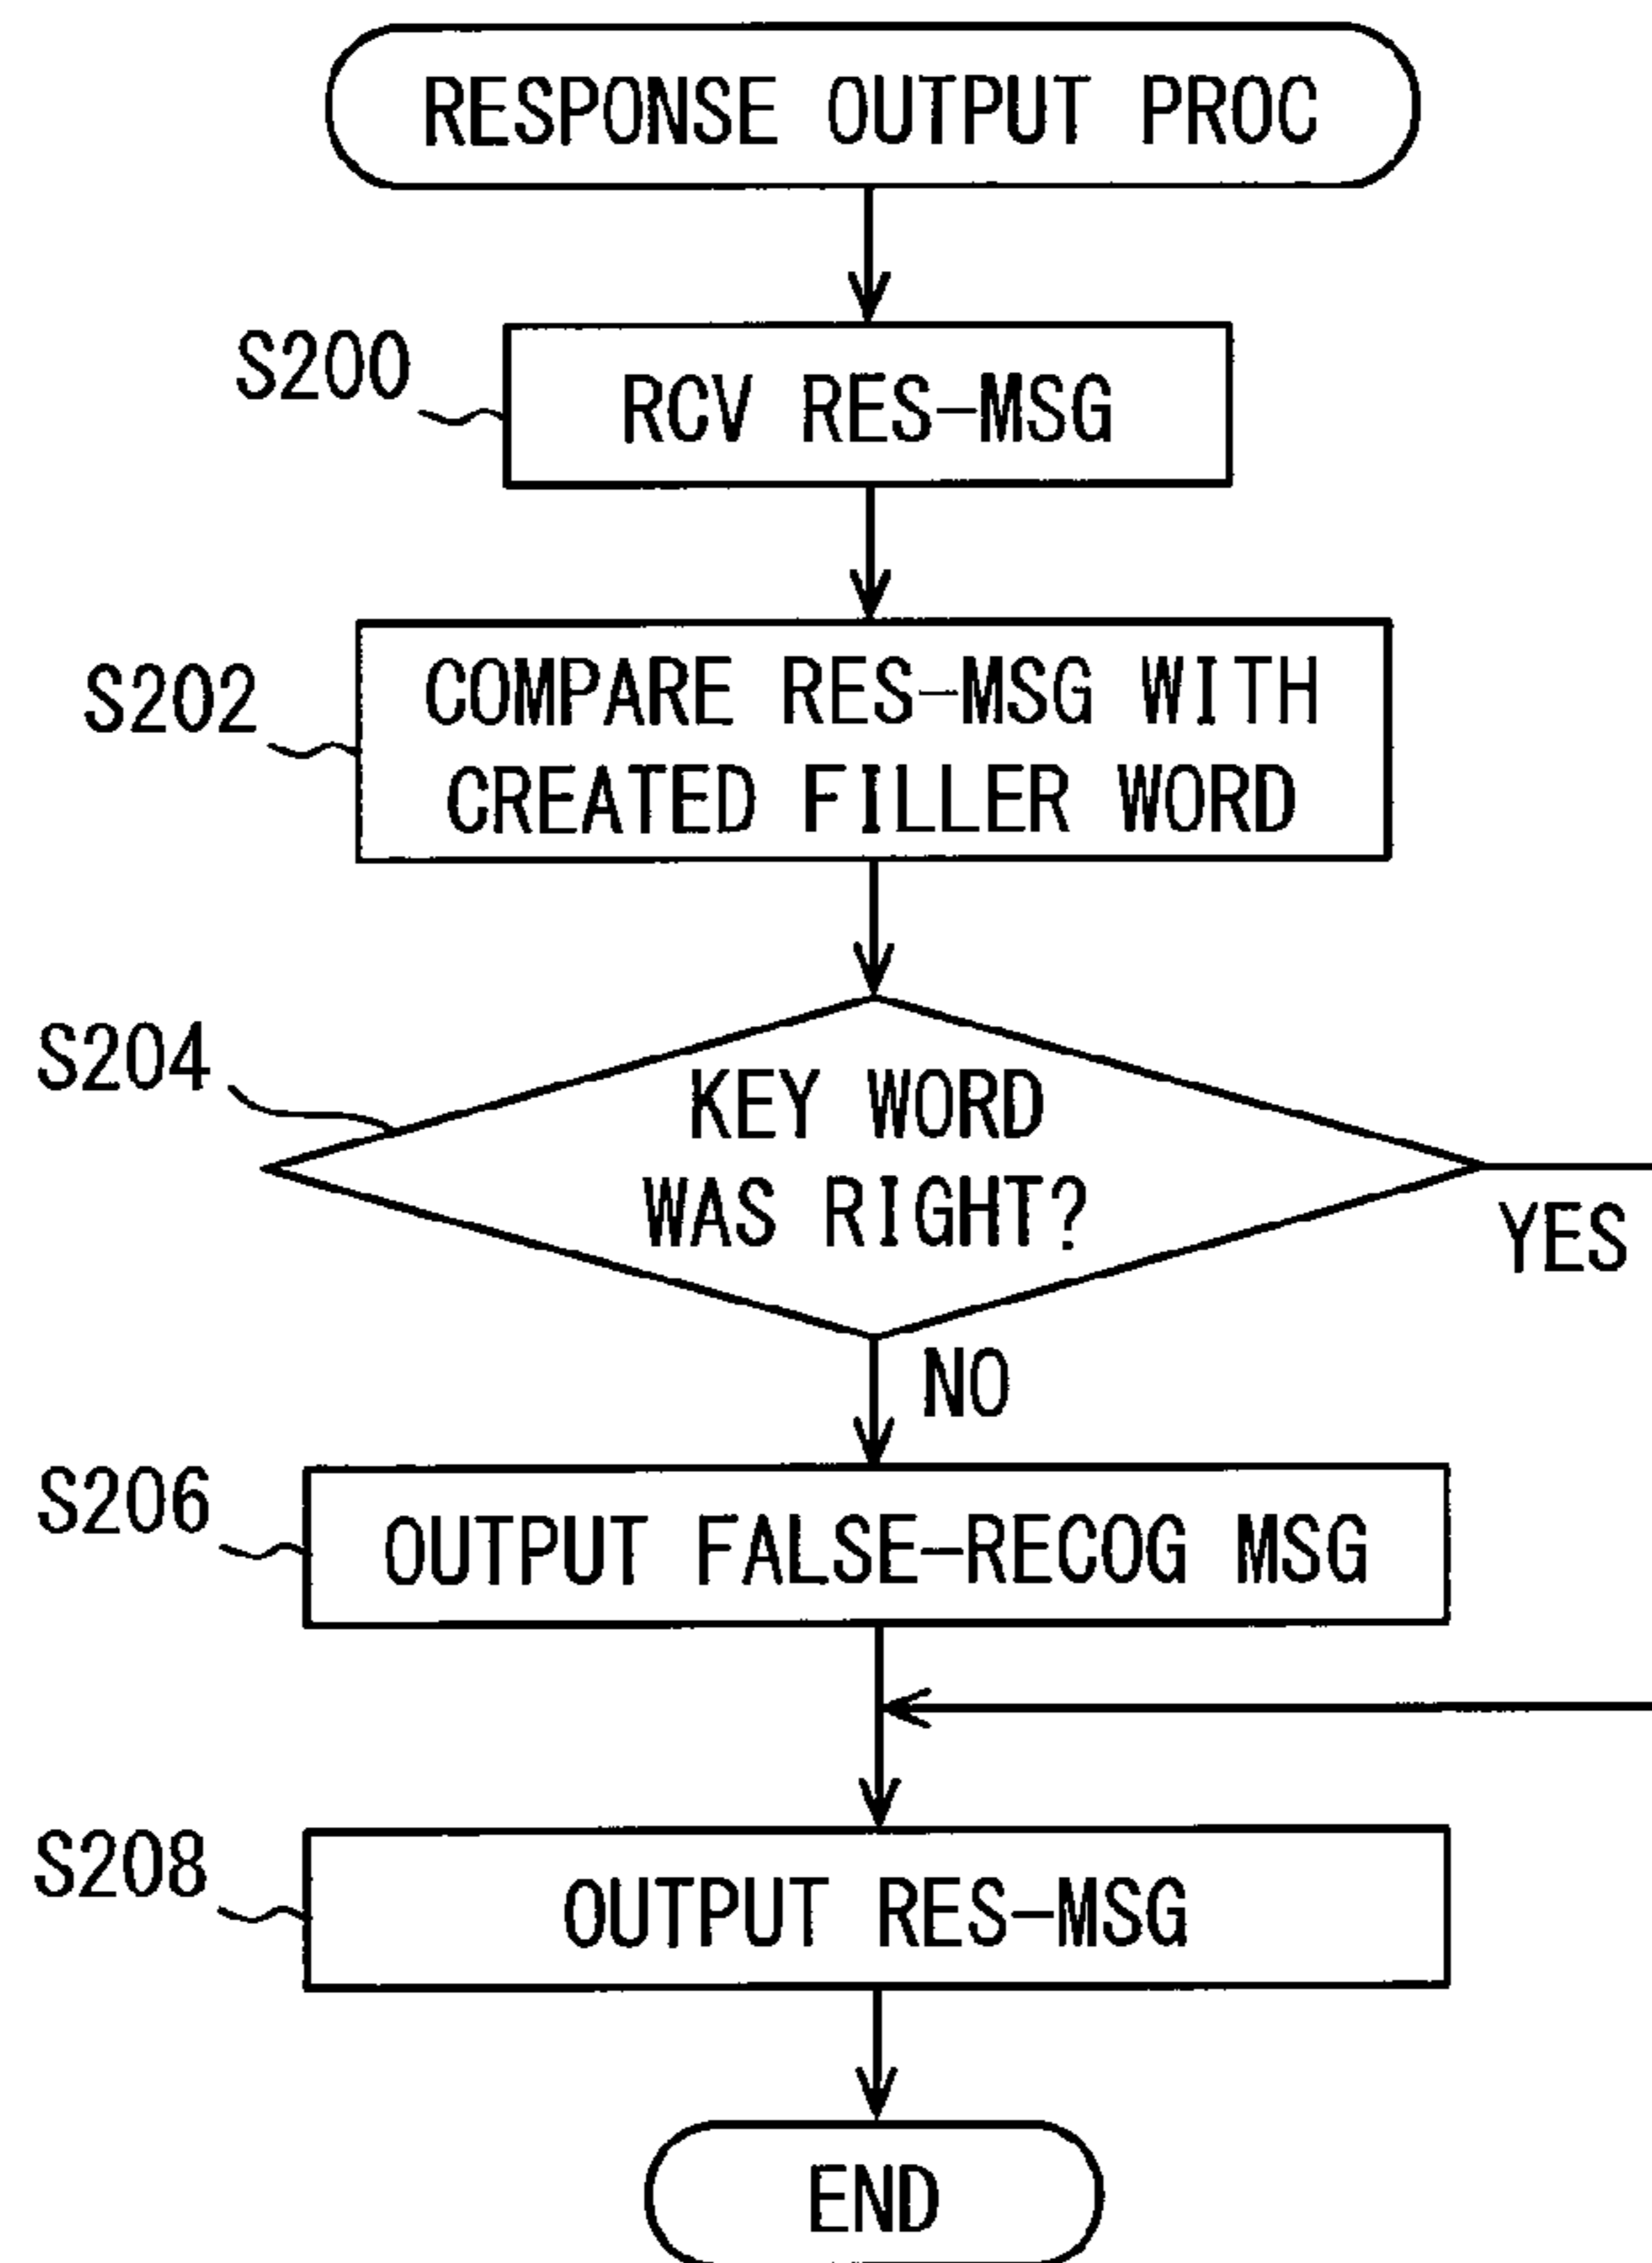 RESPONSE OUTPUT PROC
S200
RCV RES-MSG
S202
COMPARE RES-MSG WITH
CREATED FILLER WORD
S204
KEY WORD
WAS RIGHT?
YES
NO
S206
OUTPUT FALSE-RECOG MSG
S208
OUTPUT RES-MSG
END